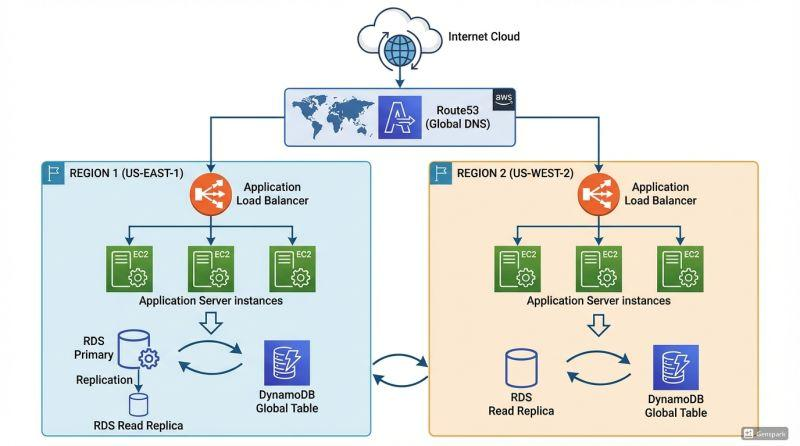 Internet Cloud
aws
Route53
(Global DNS)
REGION 1 (US-EAST-1)
Application
Load Balancer
EC2
EC2
EC2
Application Server instances
RDS
Primary
Replication
RDS Read Replica
DynamoDB
Global Table
REGION 2 (US-WEST-2)
Application
Load Balancer
EC2
EC2
EC2
Application Server instances
RDS
Read Replica
DynamoDB
Global Table
Genspark